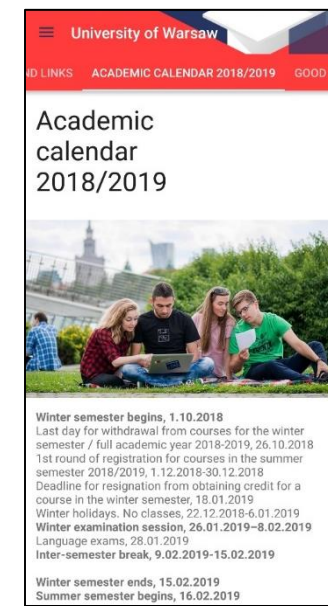 University of Warsaw
ND LINKS ACADEMIC CALENDAR 2018/2019 GOOD
Academic
calendar
2018/2019
Winter semester begins, 1.10.2018
Last day for withdrawal from courses for the winter
semester / full academic year 2018-2019, 26.10.2018
1st round of registration for courses in the summer
semester 2018/2019, 1.12.2018-30.12.2018
Deadline for resignation from obtaining credit for a
course in the winter semester, 18.01.2019
Winter holidays. No classes, 22.12.2018-6.01.2019
Winter examination session, 26.01.2019–8.02.2019
Language exams, 28.01.2019
Inter-semester break, 9.02.2019-15.02.2019
Winter semester ends, 15.02.2019
Summer semester begins, 16.02.2019